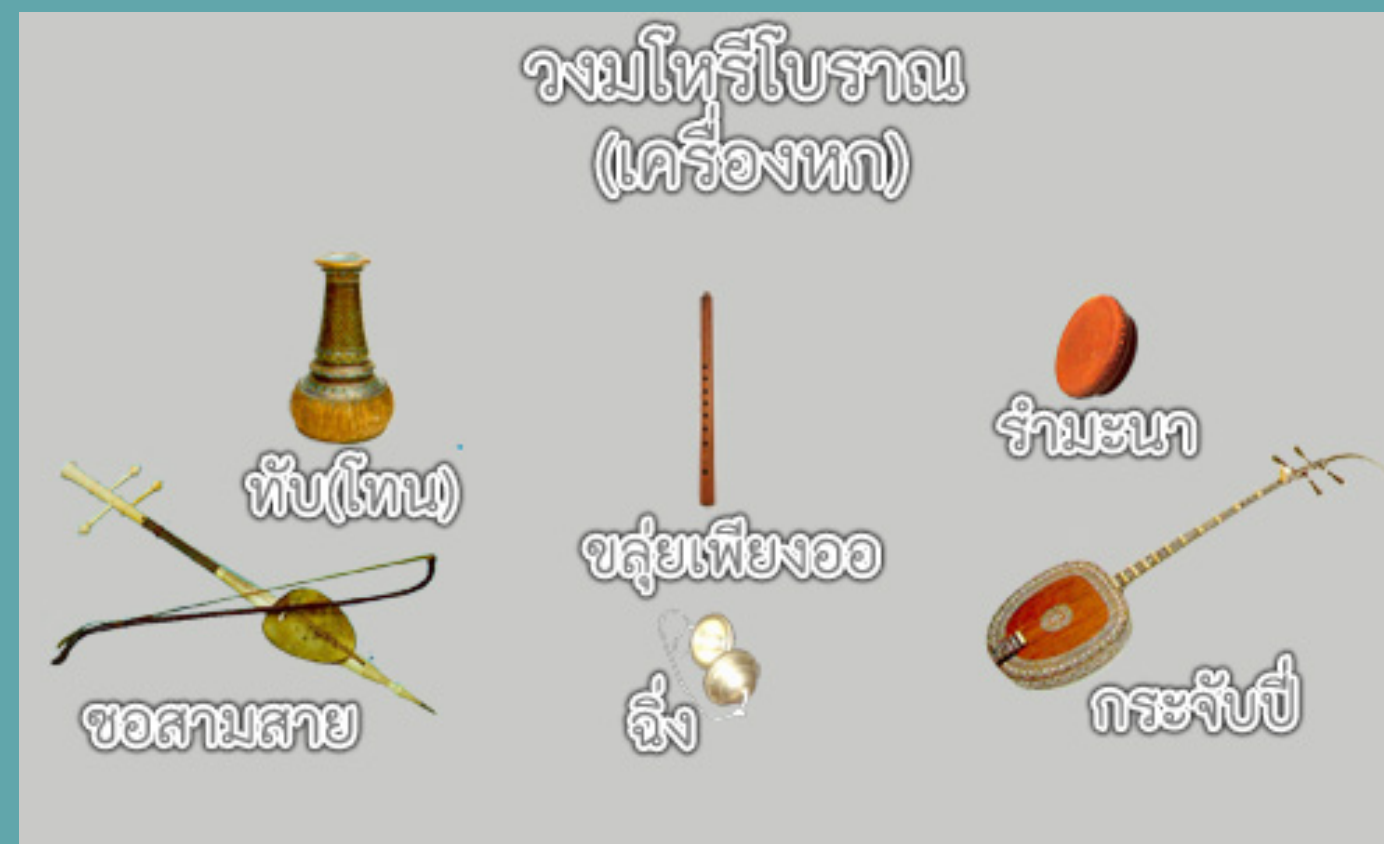 วงมโหรีโบราณ
(เครื่องหก)
ทับ(โทน)
ขลุ่ยเพียงออ
รำมะนา
ซอสามสาย
ฉิ่ง
กระจับปี่